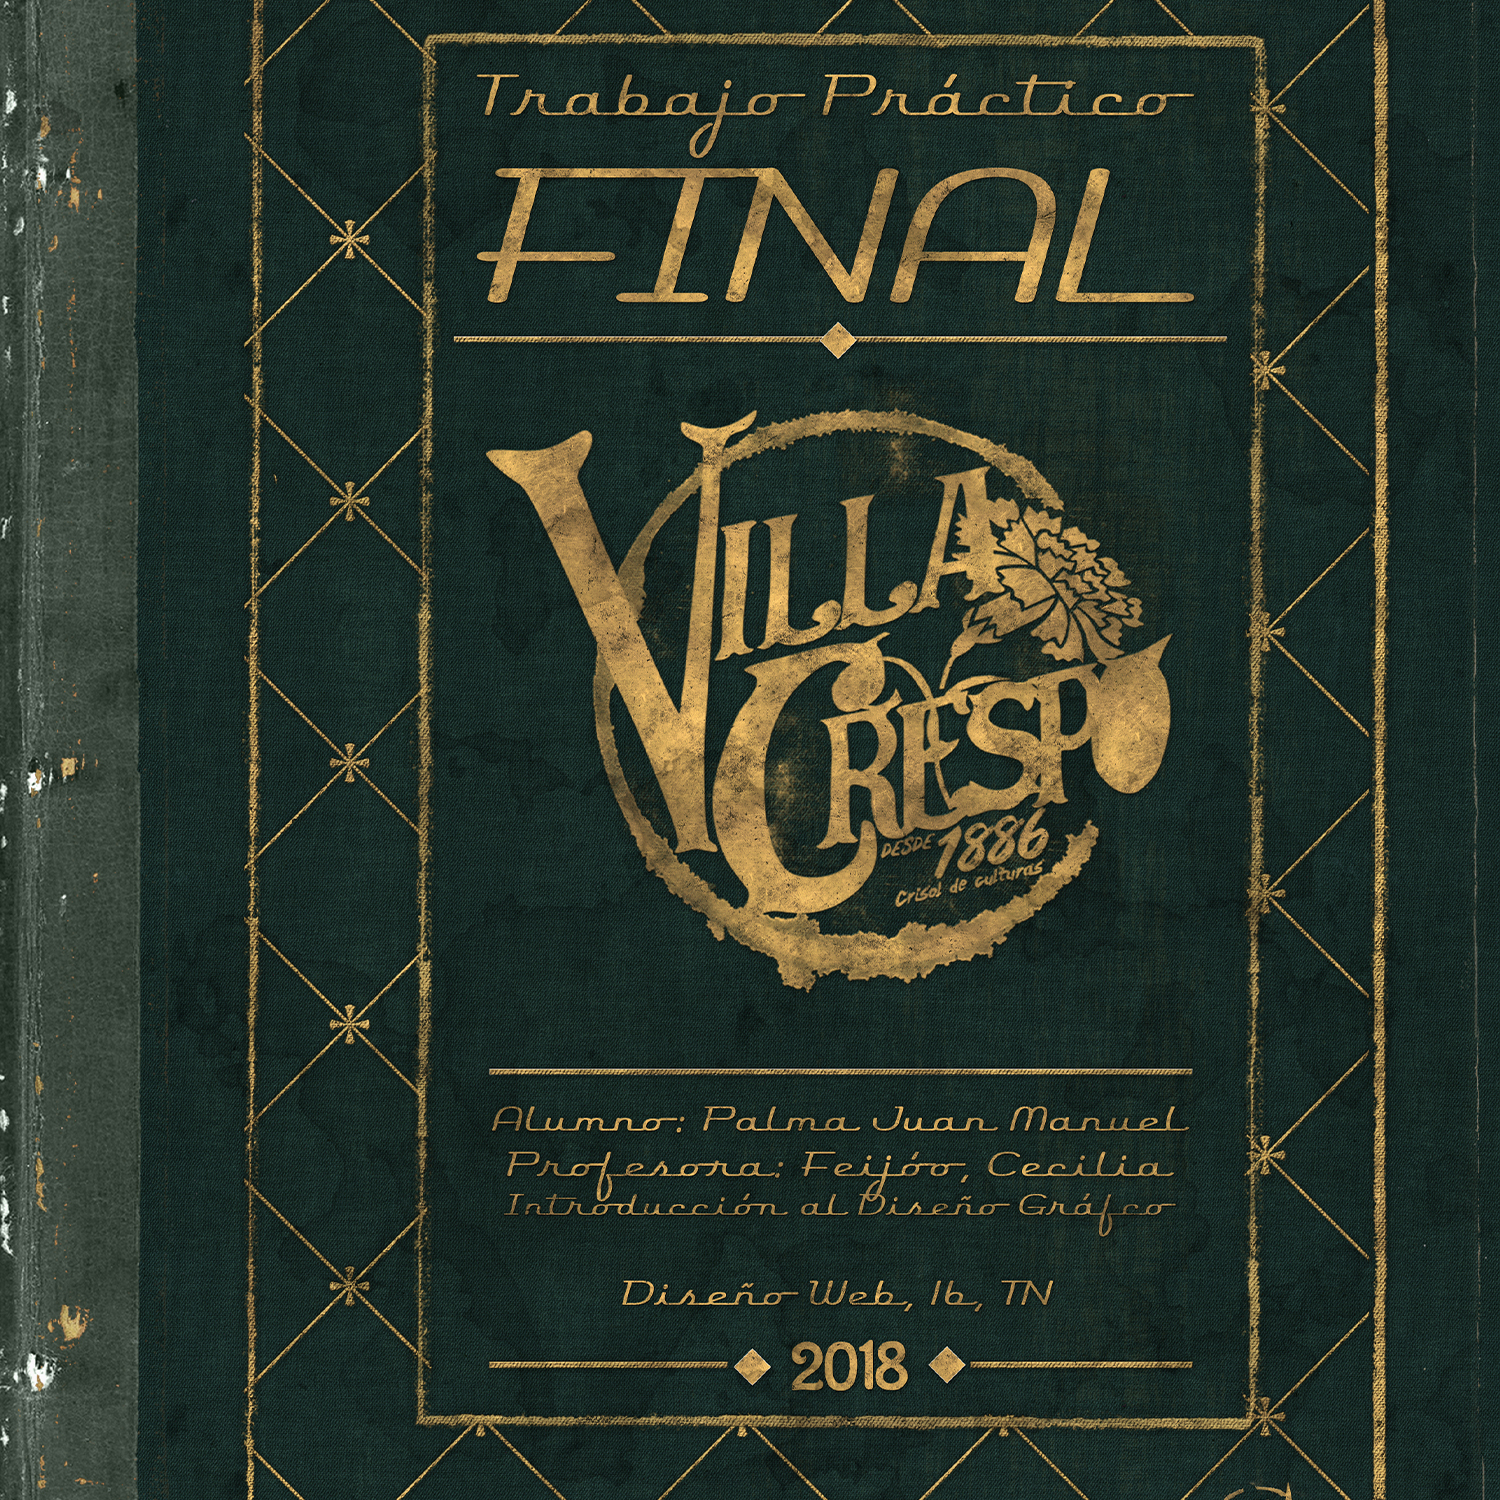 Trabajo Práctico
FINAL
VILLA
CRESPO
DESDE 1886
Crisol de culturas
Alumno: Palma Juan Manuel
Profesora: Feijóo, Cecilia
Introducción al Diseño Gráfco
Diseño Web, 1b, TN
2018